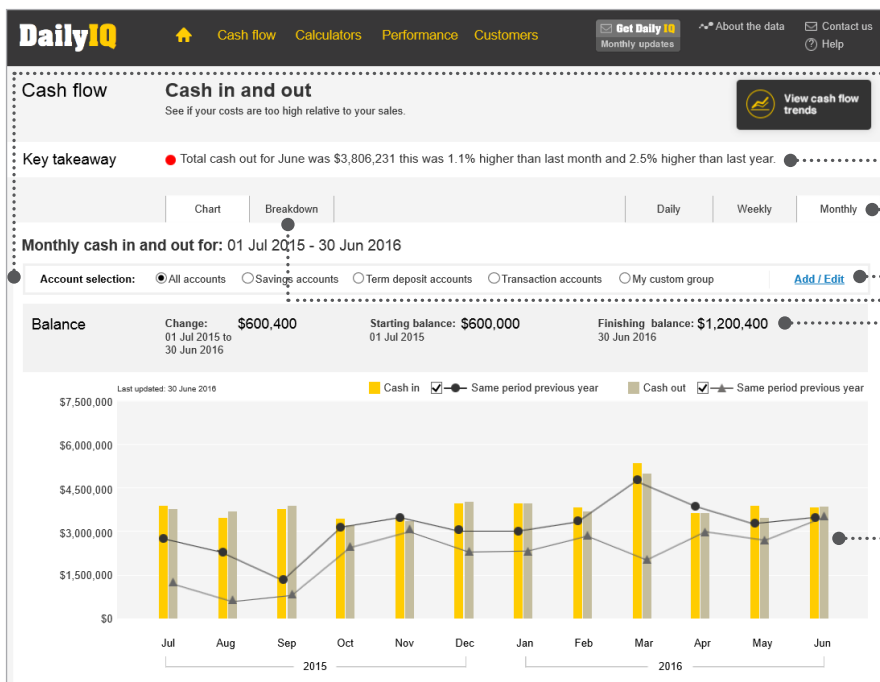 DailyIQ
Cash flow Calculators Performance Customers
Get Daily IQ
Monthly updates
About the data
Contact us
Help
Cash flow
Cash in and out
See if your costs are too high relative to your sales.
View cash flow
trends
Key takeaway
Total cash out for June was $3,806,231 this was 1.1% higher than last month and 2.5% higher than last year.
Chart Breakdown Daily Weekly Monthly
Monthly cash in and out for: 01 Jul 2015 - 30 Jun 2016
Account selection: All accounts Savings accounts Term deposit accounts Transaction accounts My custom group Add / Edit
Balance
Change: $600,400
01 Jul 2015 to
30 Jun 2016
Starting balance: $600,000
01 Jul 2015
Finishing balance: $1,200,400
30 Jun 2016
Last updated: 30 June 2016
Cash in Same period previous year Cash out Same period previous year
$7,500,000
$6,000,000
$4,500,000
$3,000,000
$1,500,000
$0
Jul Aug Sep Oct Nov Dec Jan Feb Mar Apr May Jun
2015 2016